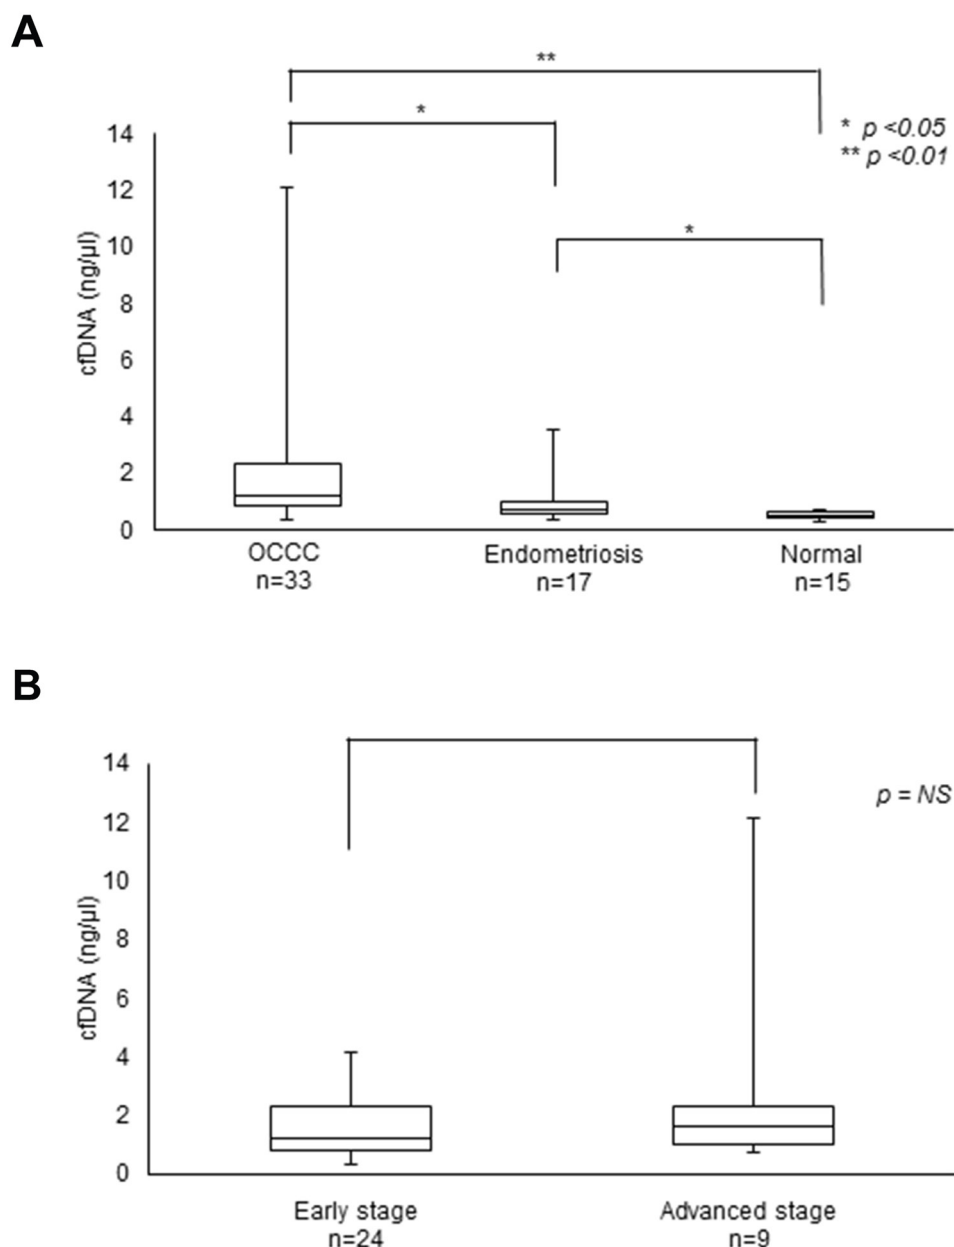 A
**
*
* p <0.05
** p <0.01
*
14
12
10
8
6
4
2
0
cfDNA (ng/µl)
OCCC Endometriosis Normal
n=33 n=17 n=15
B
p = NS
14
12
10
8
6
4
2
0
cfDNA (ng/µl)
Early stage Advanced stage
n=24 n=9